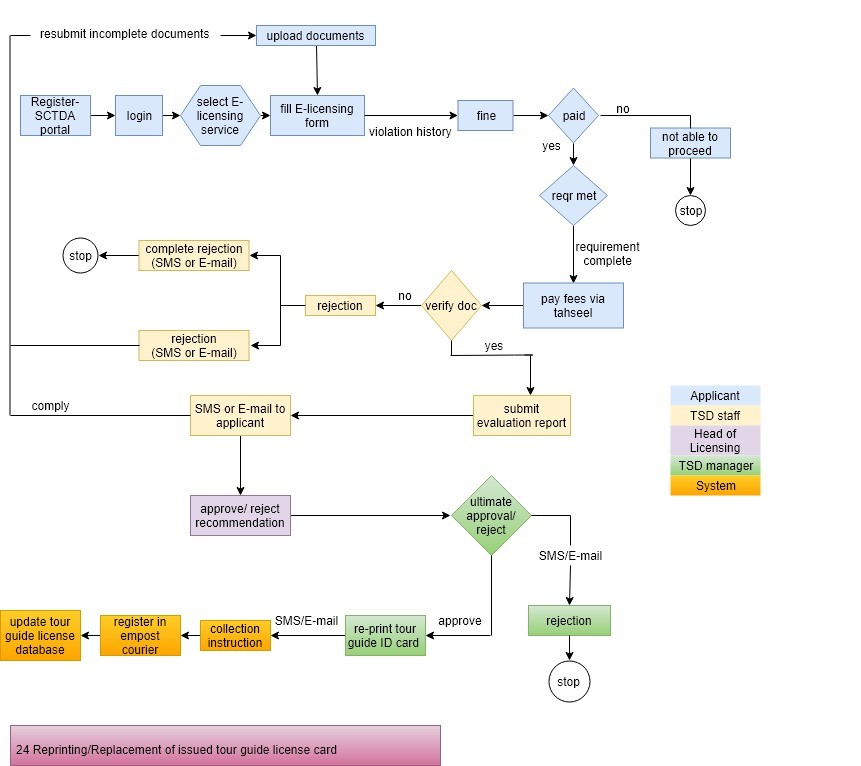 resubmit incomplete documents
upload documents
Register-
SCTDA
portal
login
select E-
licensing
service
fill E-licensing
form
violation history
fine
paid
no
not able to
proceed
stop
yes
reqr met
requirement
complete
pay fees via
tahseel
verify doc
no
rejection
complete rejection
(SMS or E-mail)
stop
rejection
(SMS or E-mail)
yes
submit
evaluation report
SMS or E-mail to
applicant
comply
Applicant
TSD staff
Head of
Licensing
TSD manager
System
approve/ reject
recommendation
ultimate
approval/
reject
SMS/E-mail
rejection
stop
approve
re-print tour
guide ID card
SMS/E-mail
collection
instruction
register in
empost
courier
update tour
guide license
database
24 Reprinting/Replacement of issued tour guide license card